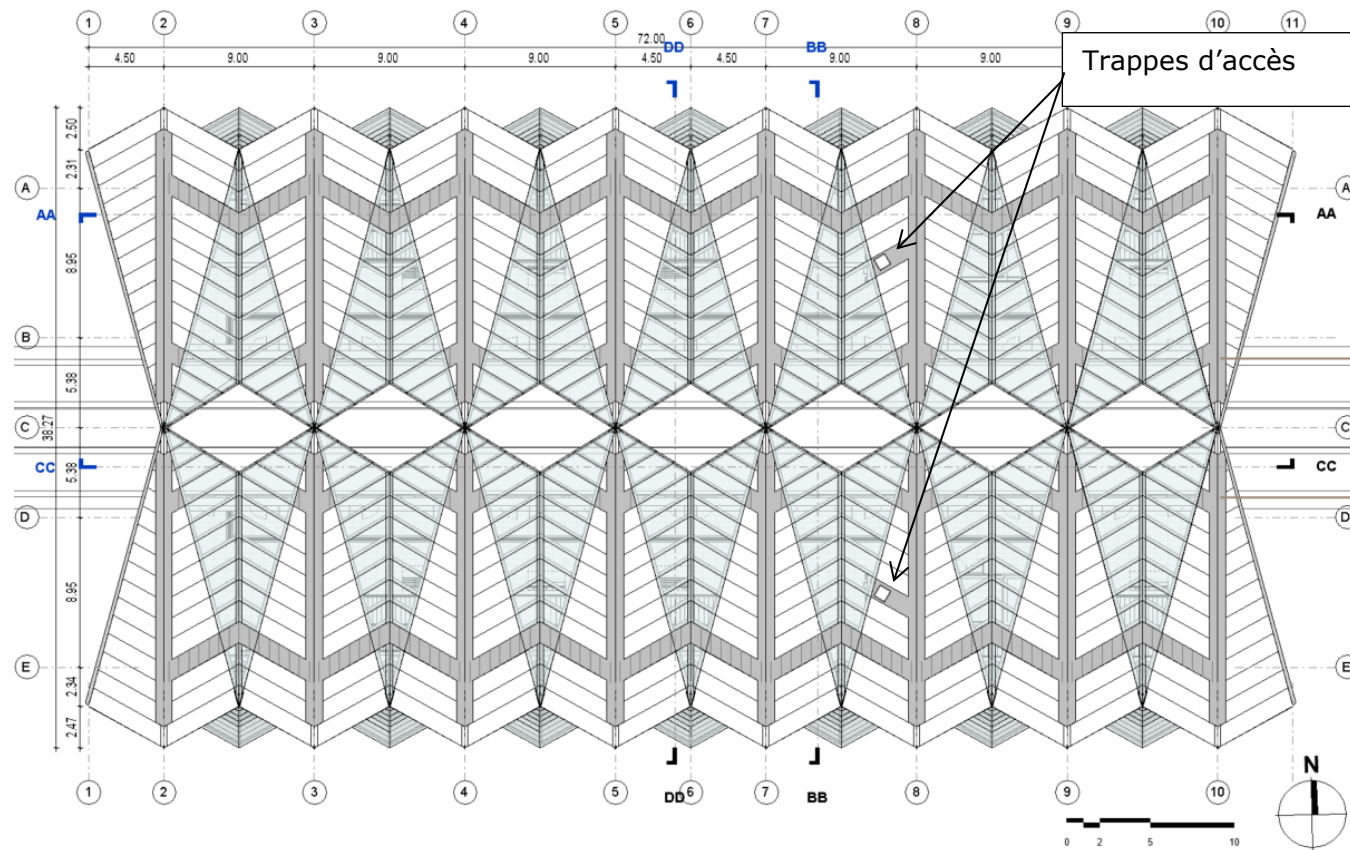 1 2 3 4 5 6 7 8 9 10 11
72.00
DD BB
4.50 9.00 9.00 9.00 4.50 4.50 9.00 9.00
Trappes d'accès
2.50
2.31
A A
AA AA
8.95
B
5.38
C C
38.27
CC CC
5.38
D D
8.95
E E
2.34
2.47
N
1 2 3 4 5 6 7 8 9 10
DD BB
0 2 5 10